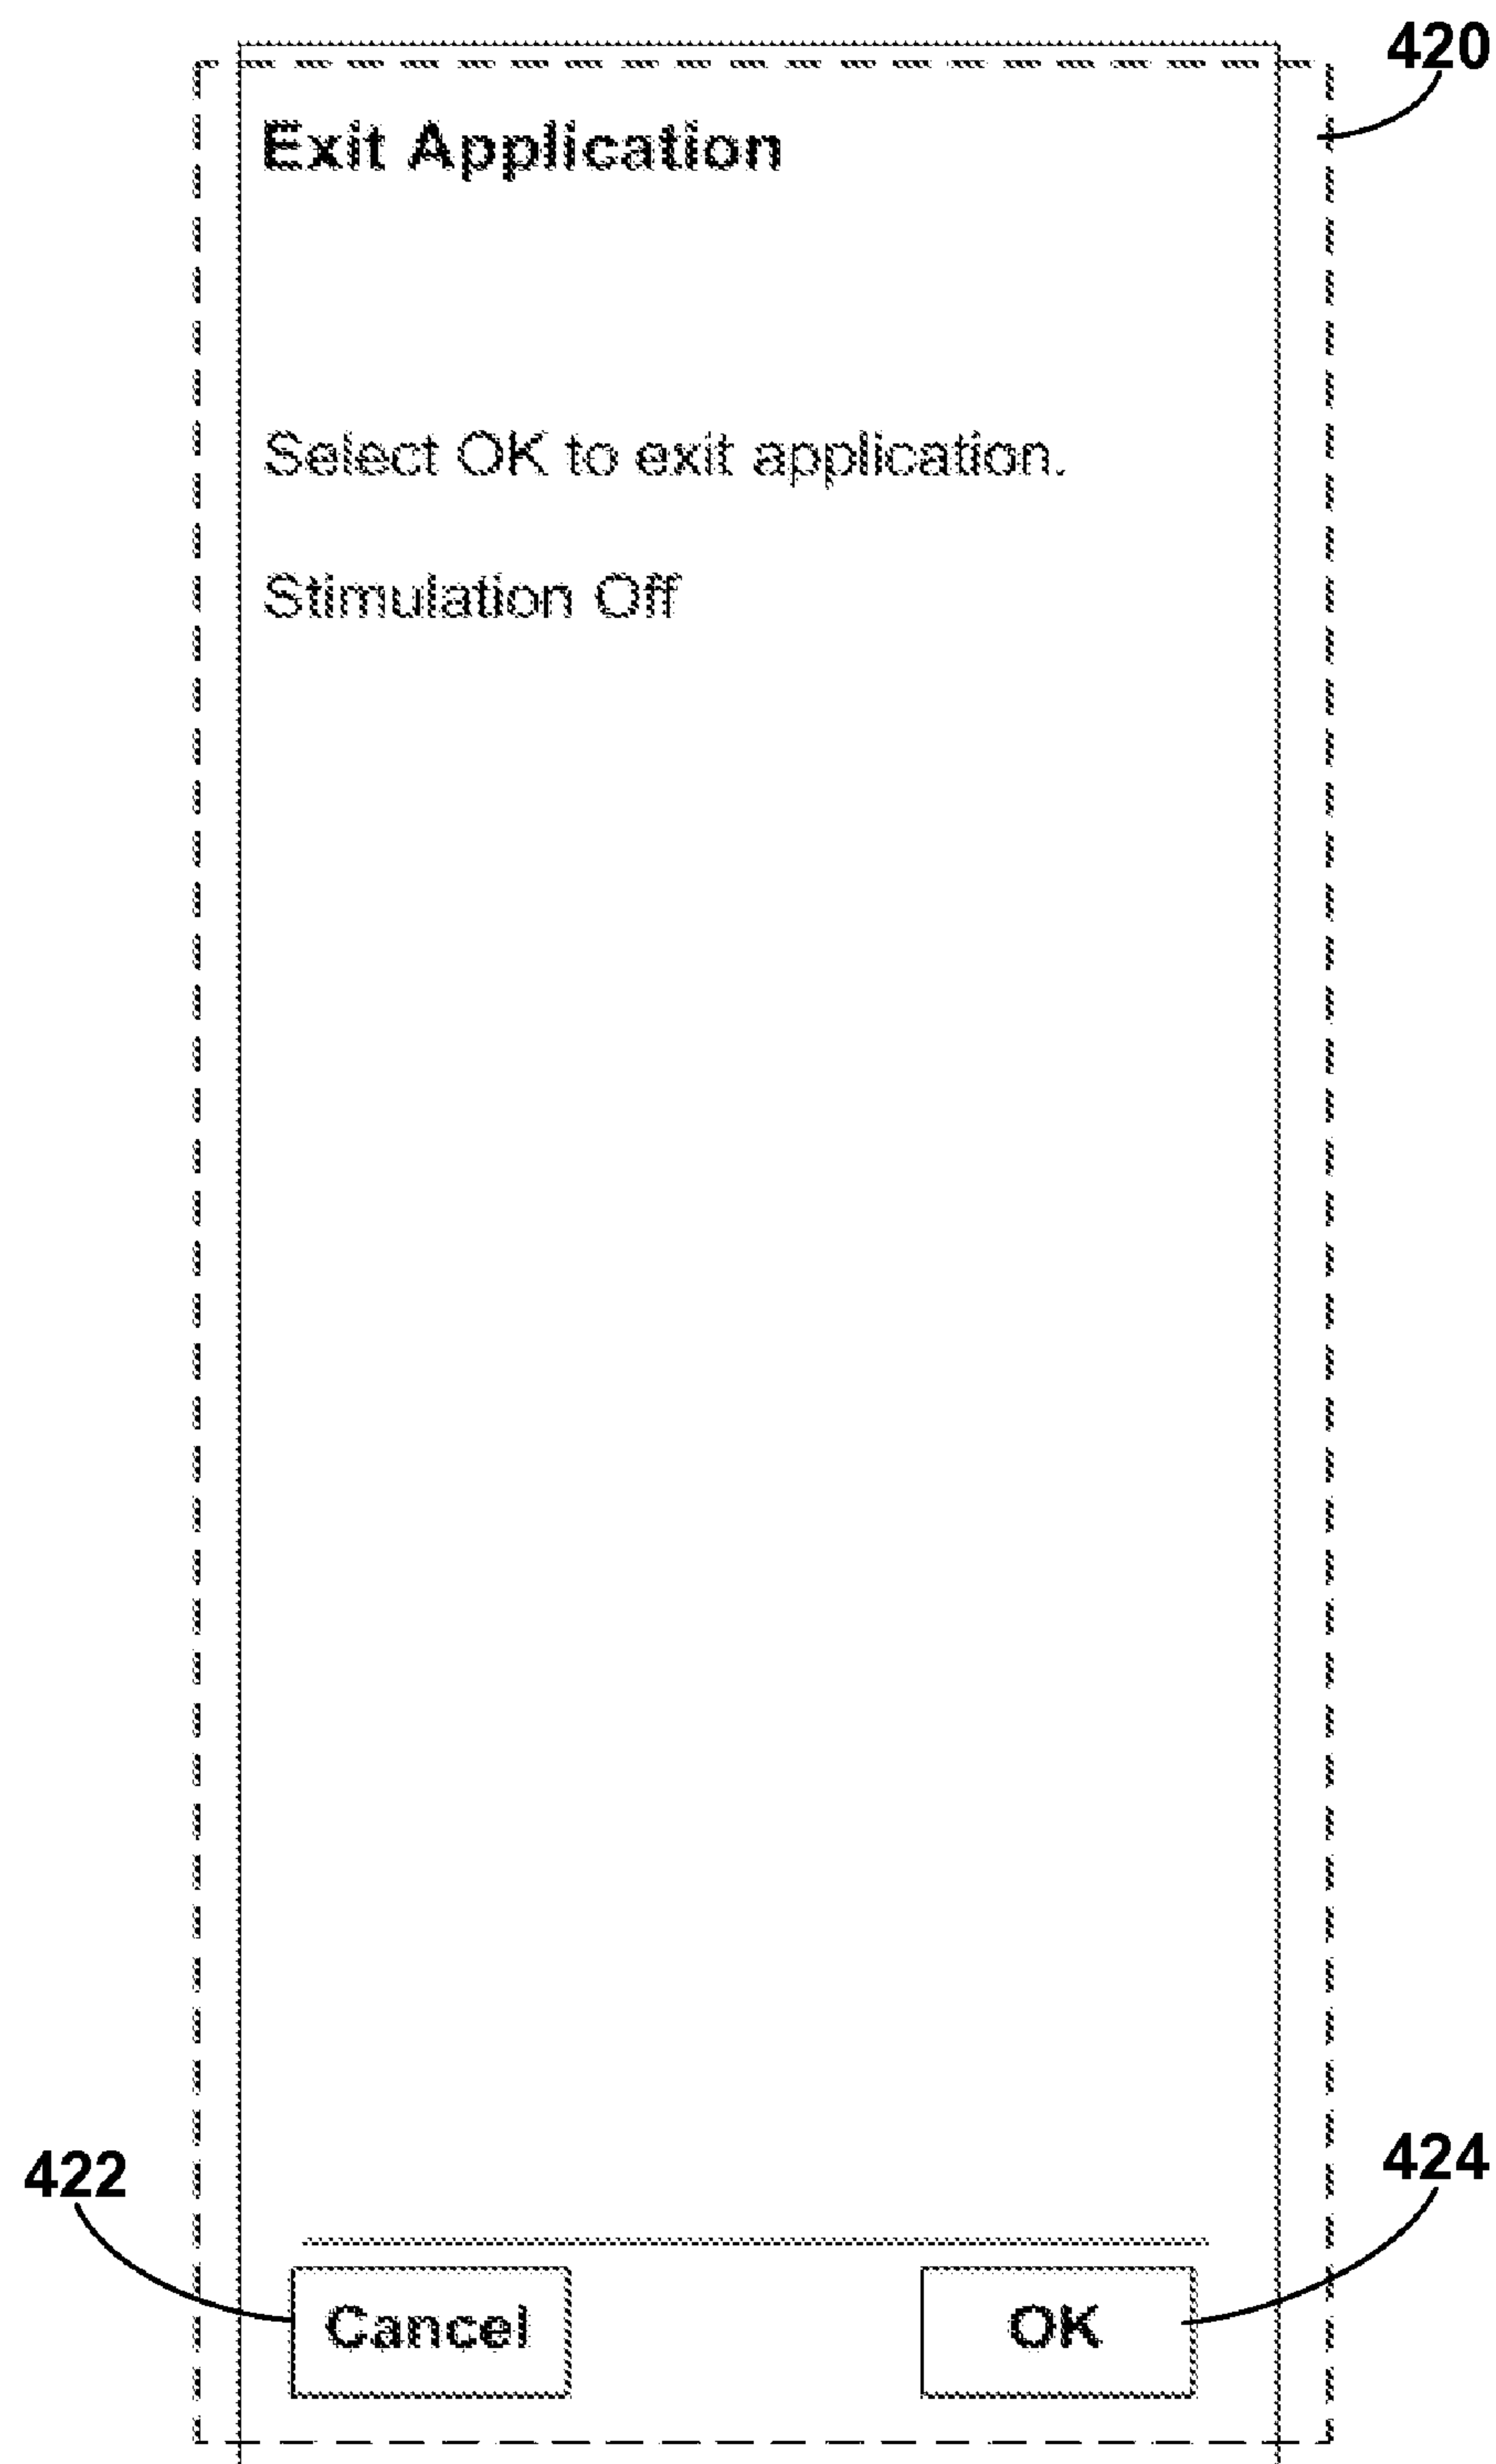 420
Exit Application
Select OK to exit application.
Stimulation Off
422
424
Cancel
OK